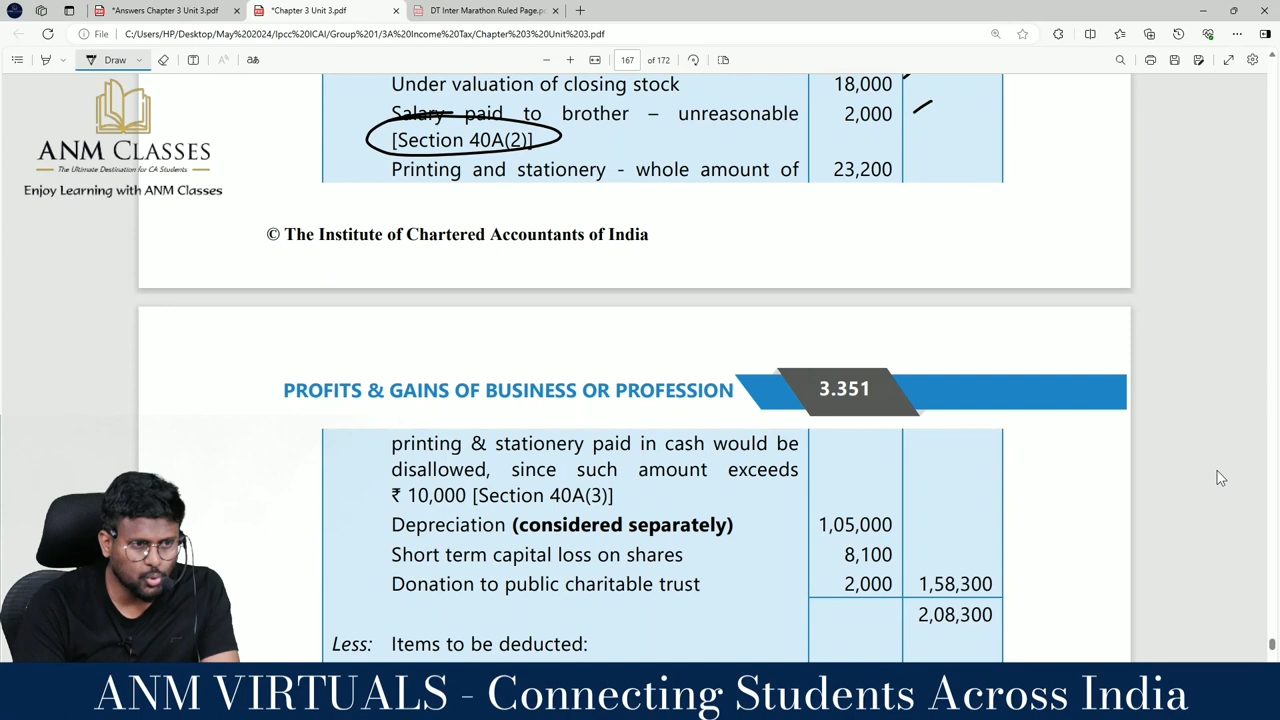 *Answers Chapter 3 Unit 3.pdf
*Chapter 3 Unit 3.pdf
DT Inter Marathon Ruled Page.p
File
C:/Users/HP/Desktop/May%202024/Ipcc%20ICAI/Group%201/3A%20Income%20Tax/Chapter%203%20Unit%203.pdf
Draw
167 of 172
Under valuation of closing stock 18,000
Salary paid to brother – unreasonable 2,000
[Section 40A(2)]
Printing and stationery - whole amount of 23,200
ANM CLASSES
The Ultimate Destination for CA Students
Enjoy Learning with ANM Classes
© The Institute of Chartered Accountants of India
PROFITS & GAINS OF BUSINESS OR PROFESSION 3.351
printing & stationery paid in cash would be
disallowed, since such amount exceeds
₹ 10,000 [Section 40A(3)]
Depreciation (considered separately) 1,05,000
Short term capital loss on shares 8,100
Donation to public charitable trust 2,000 1,58,300
2,08,300
Less: Items to be deducted:
ANM VIRTUALS - Connecting Students Across India